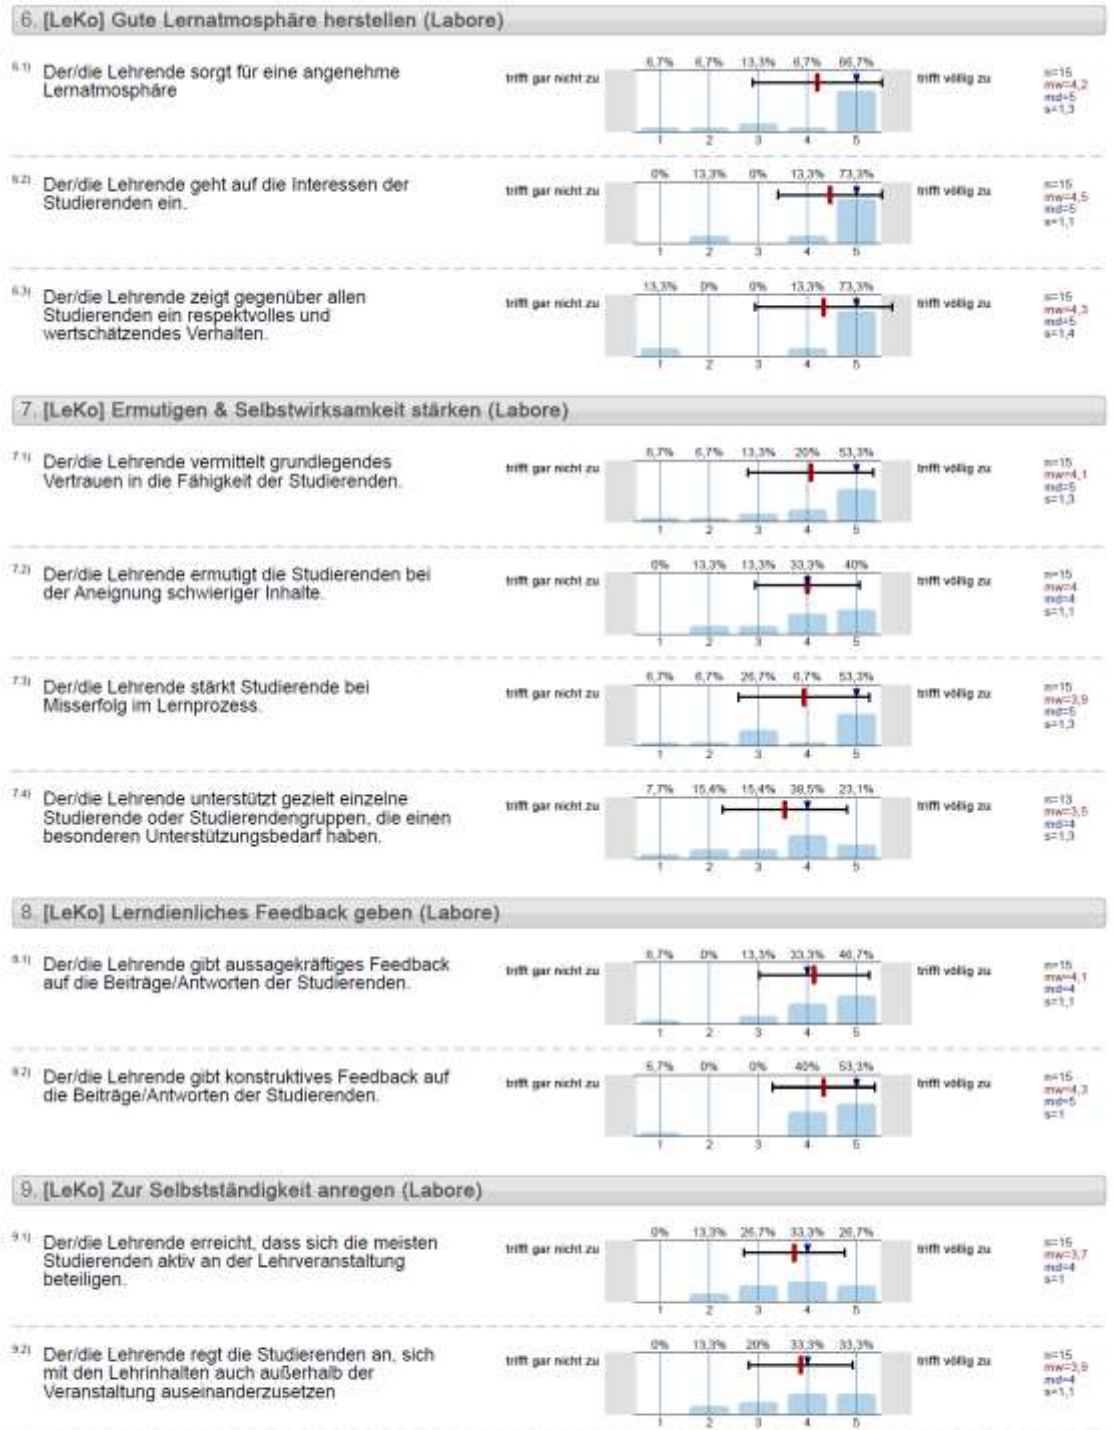 6. [LeKo] Gute Lernatmosphäre herstellen (Labore)
6.1) Der/die Lehrende sorgt für eine angenehme
Lernatmosphäre
trifft gar nicht zu
6,7% 6,7% 13,3% 6,7% 66,7%
1 2 3 4 5
trifft völlig zu
n=15
mw=4,2
md=5
s=1,3
6.2) Der/die Lehrende geht auf die Interessen der
Studierenden ein.
trifft gar nicht zu
0% 13,3% 0% 13,3% 73,3%
1 2 3 4 5
trifft völlig zu
n=15
mw=4,5
md=5
s=1,1
6.3) Der/die Lehrende zeigt gegenüber allen
Studierenden ein respektvolles und
wertschätzendes Verhalten.
trifft gar nicht zu
13,3% 0% 0% 13,3% 73,3%
1 2 3 4 5
trifft völlig zu
n=15
mw=4,3
md=5
s=1,4
7. [LeKo] Ermutigen & Selbstwirksamkeit stärken (Labore)
7.1) Der/die Lehrende vermittelt grundlegendes
Vertrauen in die Fähigkeit der Studierenden.
trifft gar nicht zu
6,7% 6,7% 13,3% 20% 53,3%
1 2 3 4 5
trifft völlig zu
n=15
mw=4,1
md=5
s=1,3
7.2) Der/die Lehrende ermutigt die Studierenden bei
der Aneignung schwieriger Inhalte.
trifft gar nicht zu
0% 13,3% 13,3% 33,3% 40%
1 2 3 4 5
trifft völlig zu
n=15
mw=4
md=4
s=1,1
7.3) Der/die Lehrende stärkt Studierende bei
Misserfolg im Lernprozess.
trifft gar nicht zu
6,7% 6,7% 26,7% 6,7% 53,3%
1 2 3 4 5
trifft völlig zu
n=15
mw=3,9
md=5
s=1,3
7.4) Der/die Lehrende unterstützt gezielt einzelne
Studierende oder Studierendengruppen, die einen
besonderen Unterstützungsbedarf haben.
trifft gar nicht zu
7,7% 15,4% 15,4% 38,5% 23,1%
1 2 3 4 5
trifft völlig zu
n=13
mw=3,5
md=4
s=1,3
8. [LeKo] Lerndienliches Feedback geben (Labore)
8.1) Der/die Lehrende gibt aussagekräftiges Feedback
auf die Beiträge/Antworten der Studierenden.
trifft gar nicht zu
6,7% 0% 13,3% 33,3% 46,7%
1 2 3 4 5
trifft völlig zu
n=15
mw=4,1
md=4
s=1,1
8.2) Der/die Lehrende gibt konstruktives Feedback auf
die Beiträge/Antworten der Studierenden.
trifft gar nicht zu
6,7% 0% 0% 40% 53,3%
1 2 3 4 5
trifft völlig zu
n=15
mw=4,3
md=5
s=1
9. [LeKo] Zur Selbstständigkeit anregen (Labore)
9.1) Der/die Lehrende erreicht, dass sich die meisten
Studierenden aktiv an der Lehrveranstaltung
beteiligen.
trifft gar nicht zu
0% 13,3% 26,7% 33,3% 26,7%
1 2 3 4 5
trifft völlig zu
n=15
mw=3,7
md=4
s=1
9.2) Der/die Lehrende regt die Studierenden an, sich
mit den Lehrinhalten auch außerhalb der
Veranstaltung auseinanderzusetzen
trifft gar nicht zu
0% 13,3% 20% 33,3% 33,3%
1 2 3 4 5
trifft völlig zu
n=15
mw=3,9
md=4
s=1,1